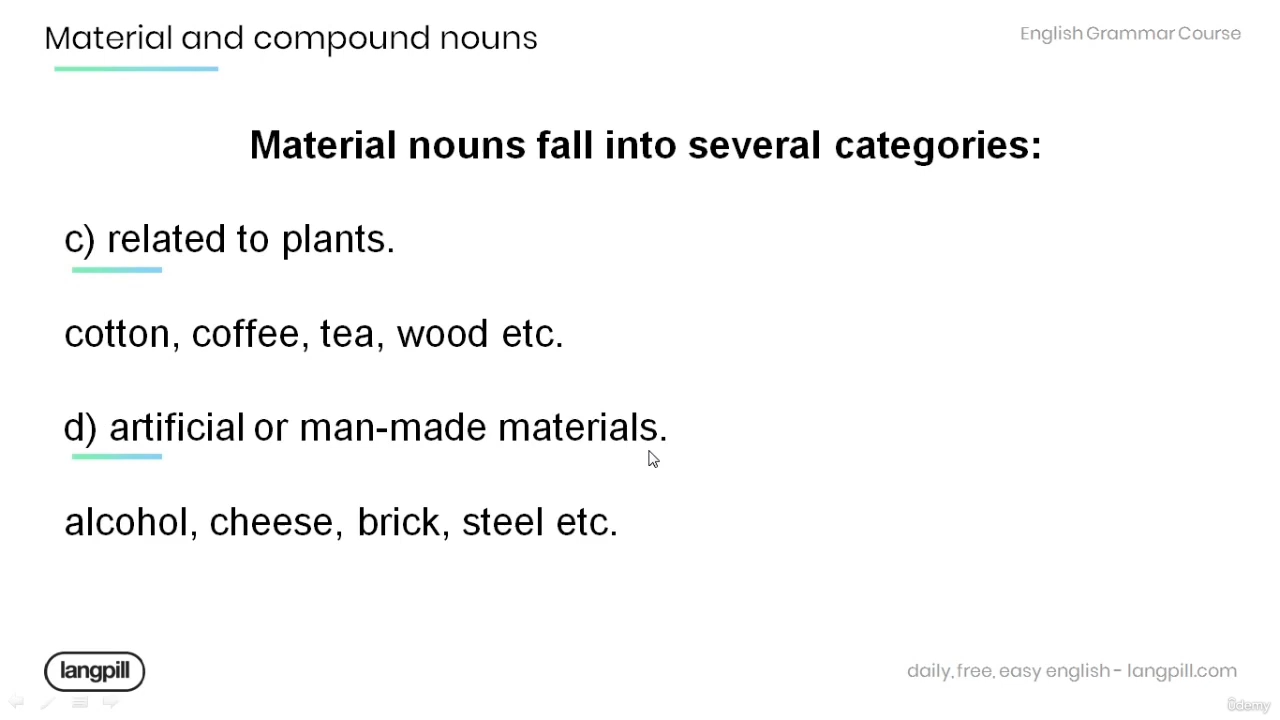 Material and compound nouns
English Grammar Course
Material nouns fall into several categories:
c) related to plants.
cotton, coffee, tea, wood etc.
d) artificial or man-made materials.
alcohol, cheese, brick, steel etc.
langpill
daily, free, easy english - langpill.com
ûdemy